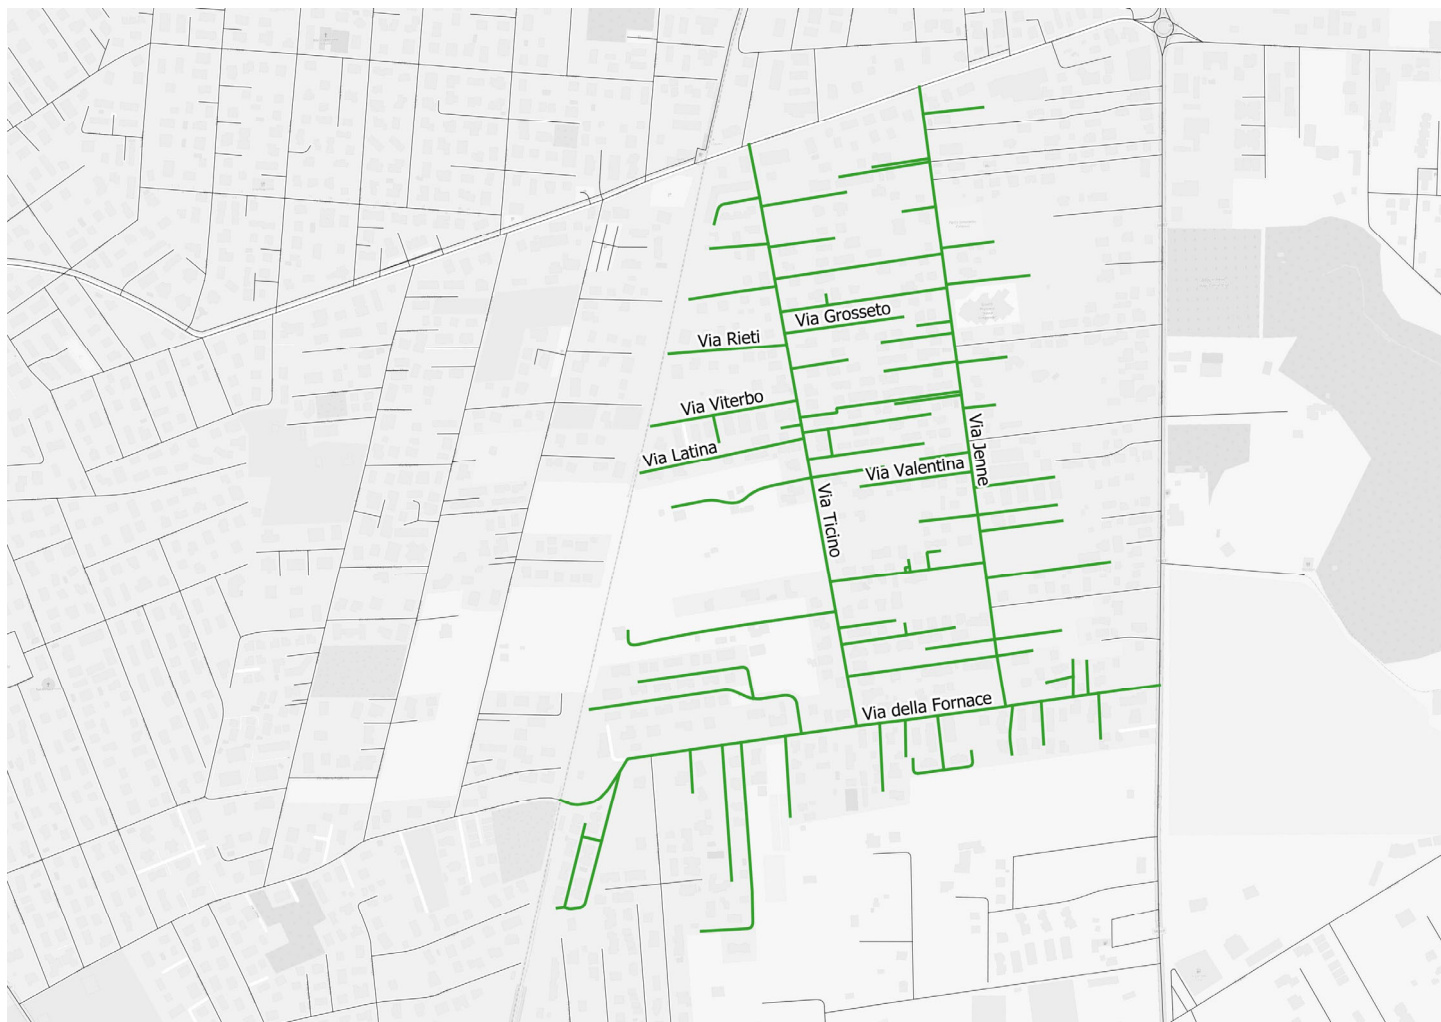 Via Grosseto
Via Rieti
Via Viterbo
Via Jenne
Via Latina
Via Valentina
Via Ticino
Via della Fornace